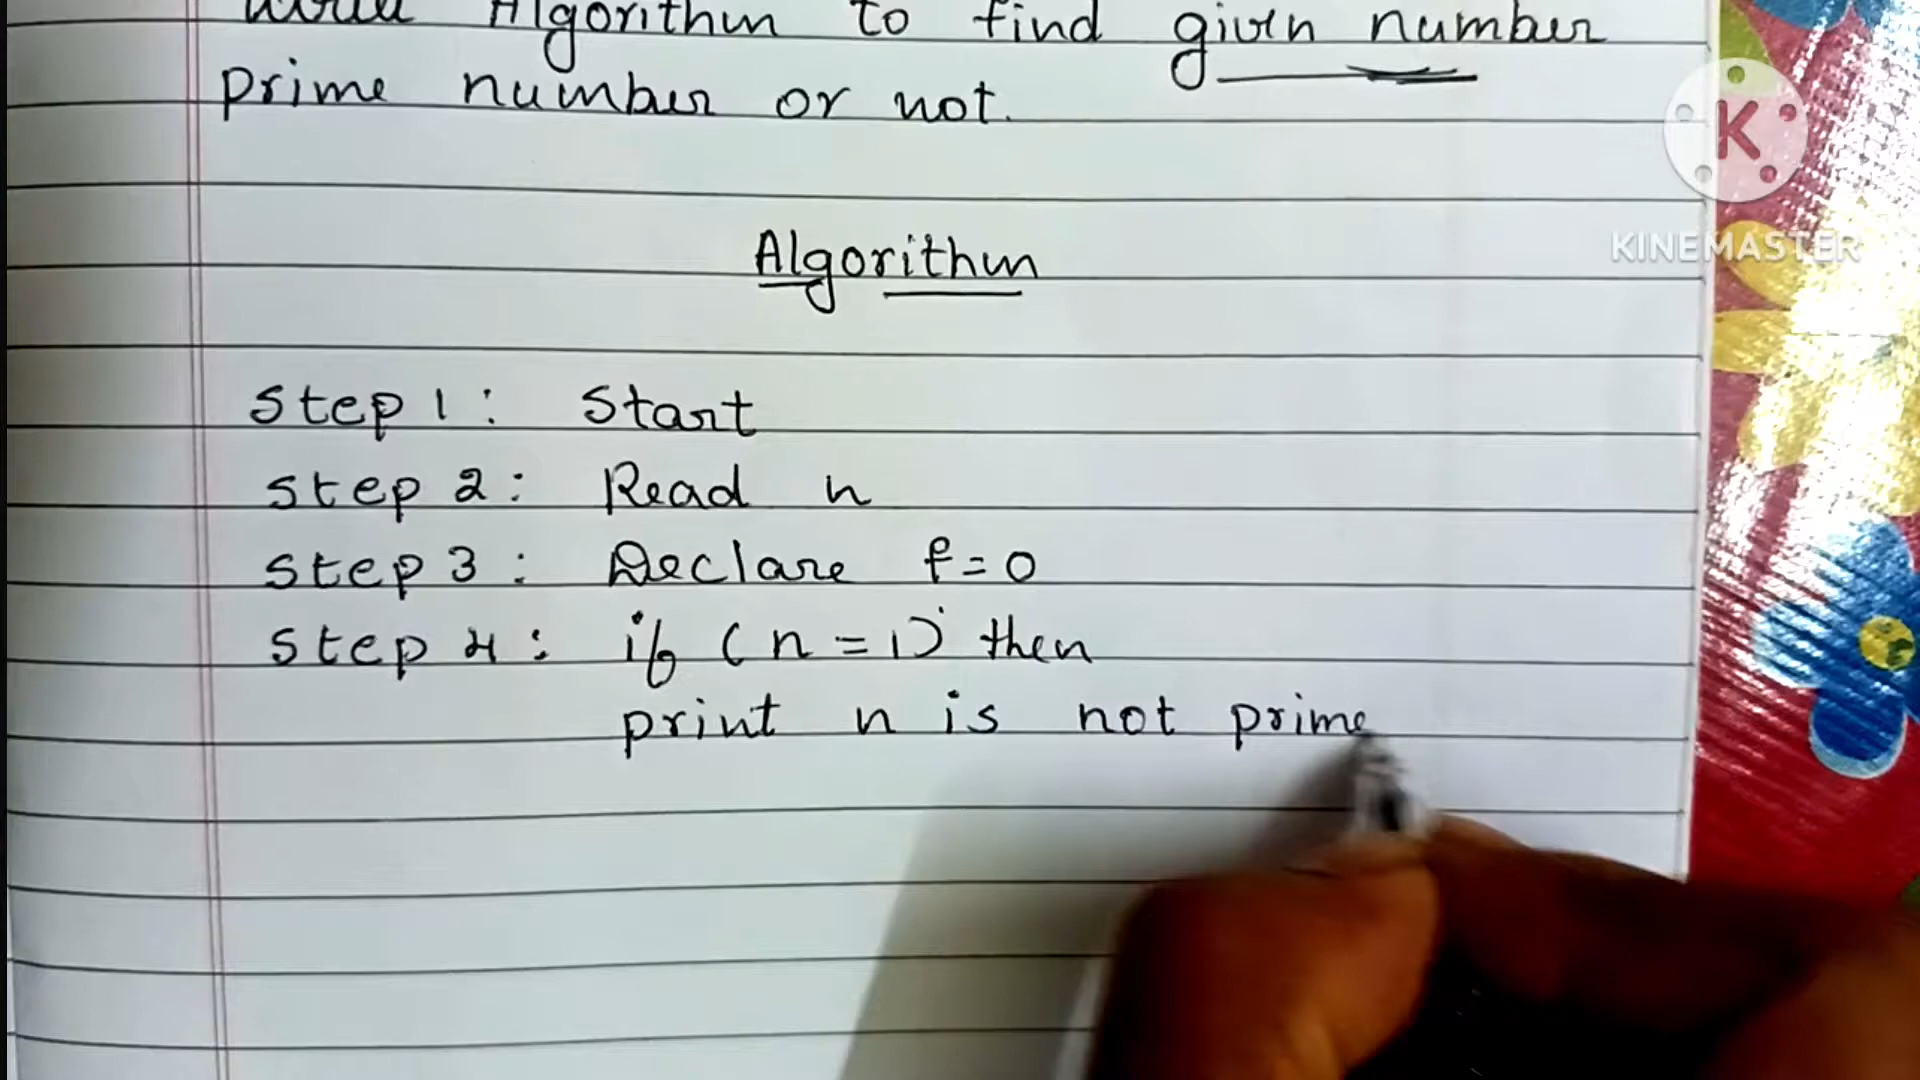 Write Algorithm to find given number
prime number or not.
K
KINEMASTER
Algorithm
Step 1: Start
Step 2: Read n
Step 3: Declare f=0
Step 4: if (n=1) then
print n is not prime